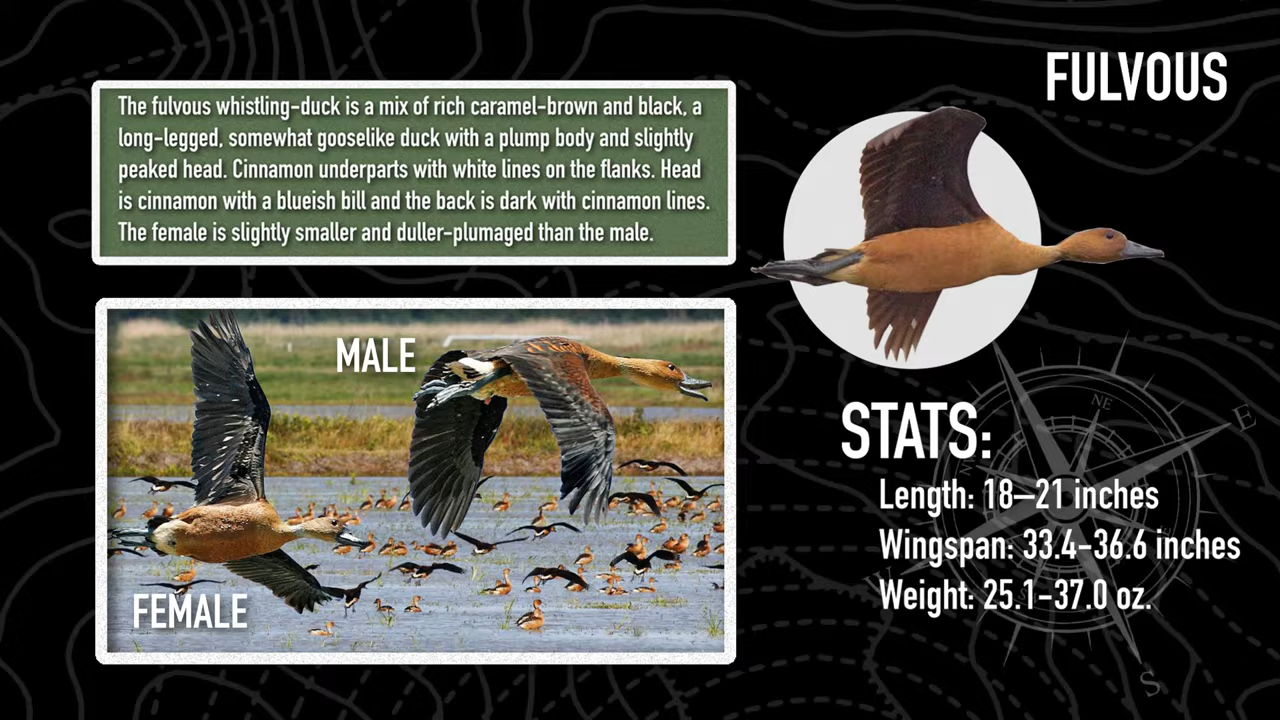 FULVOUS
The fulvous whistling-duck is a mix of rich caramel-brown and black, a
long-legged, somewhat gooselike duck with a plump body and slightly
peaked head. Cinnamon underparts with white lines on the flanks. Head
is cinnamon with a blueish bill and the back is dark with cinnamon lines.
The female is slightly smaller and duller-plumaged than the male.
MALE
FEMALE
STATS:
Length: 18–21 inches
Wingspan: 33.4-36.6 inches
Weight: 25.1-37.0 oz.
NE
E
S